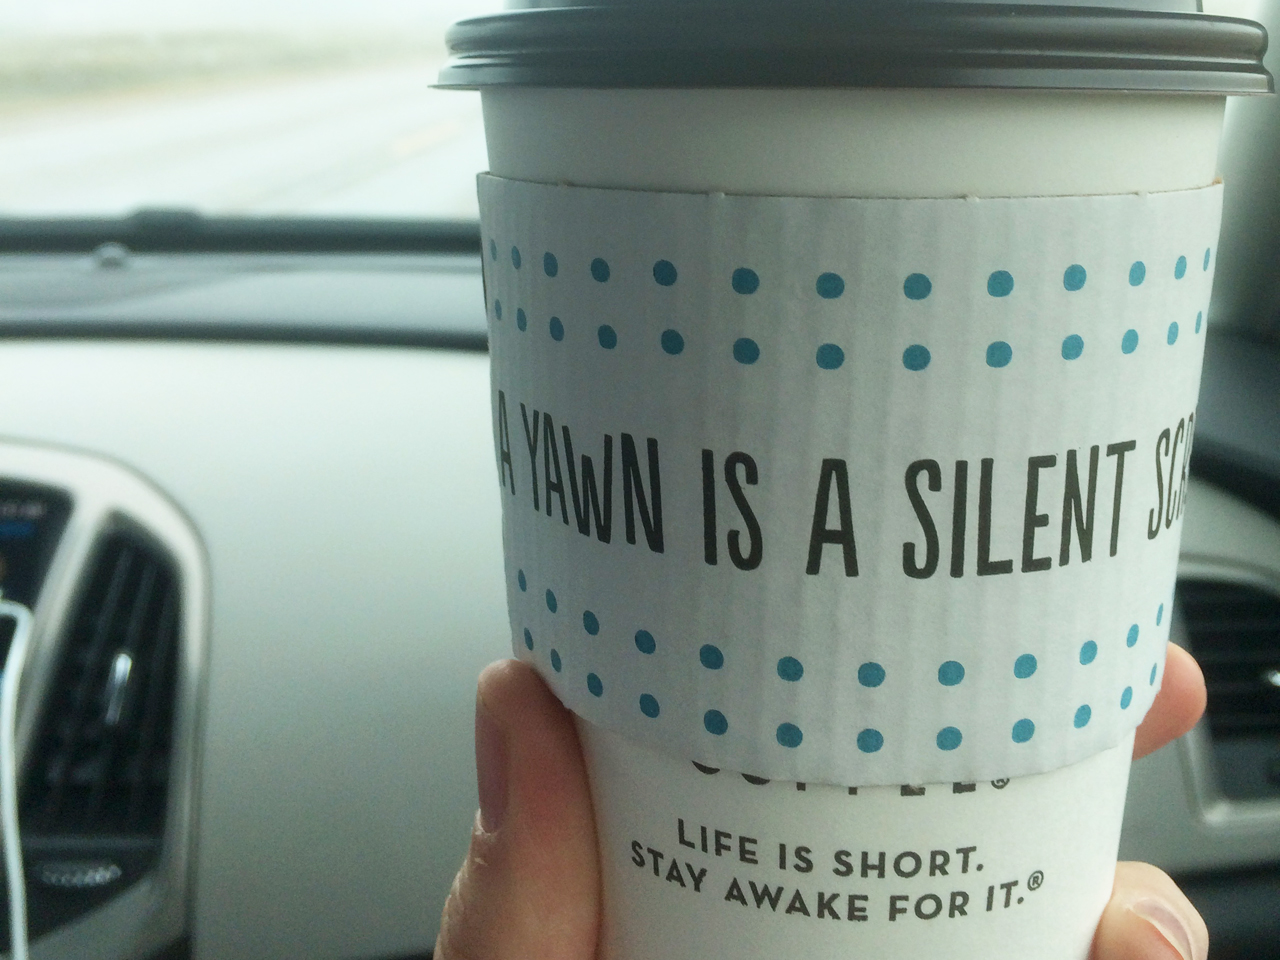 A YAWN IS A SILENT
LIFE IS SHORT.
STAY AWAKE FOR IT.®